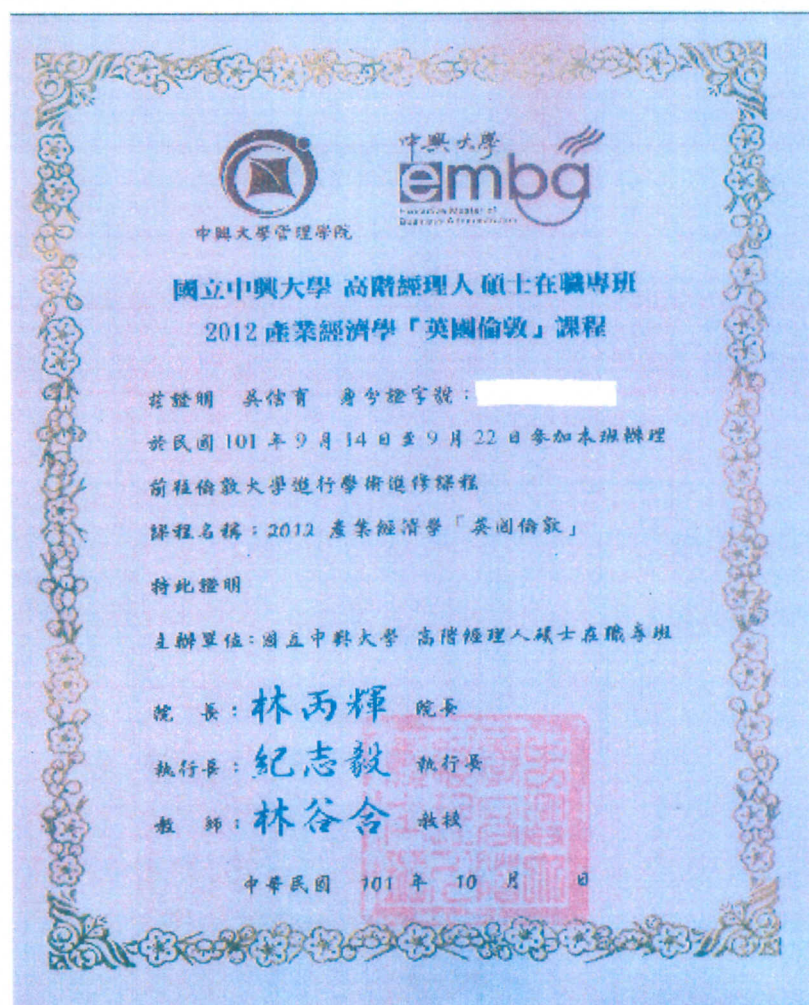 中興大學管理學院
中興大學
emba
Executive Master of
Business Administration
國立中興大學 高階經理人碩士在職專班
2012 產業經濟學「英國倫敦」課程
茲證明 吳信育 身分證字號:
於民國 101 年 9 月 14 日至 9 月 22 日參加本班辦理
前往倫敦大學進行學術進修課程
課程名稱:2012 產業經濟學「英國倫敦」
特此證明
主辦單位:國立中興大學 高階經理人碩士在職專班
院 長:林丙輝 院長
執行長:紀志毅 執行長
教 師:林谷合 教授
中華民國 101 年 10 月 日